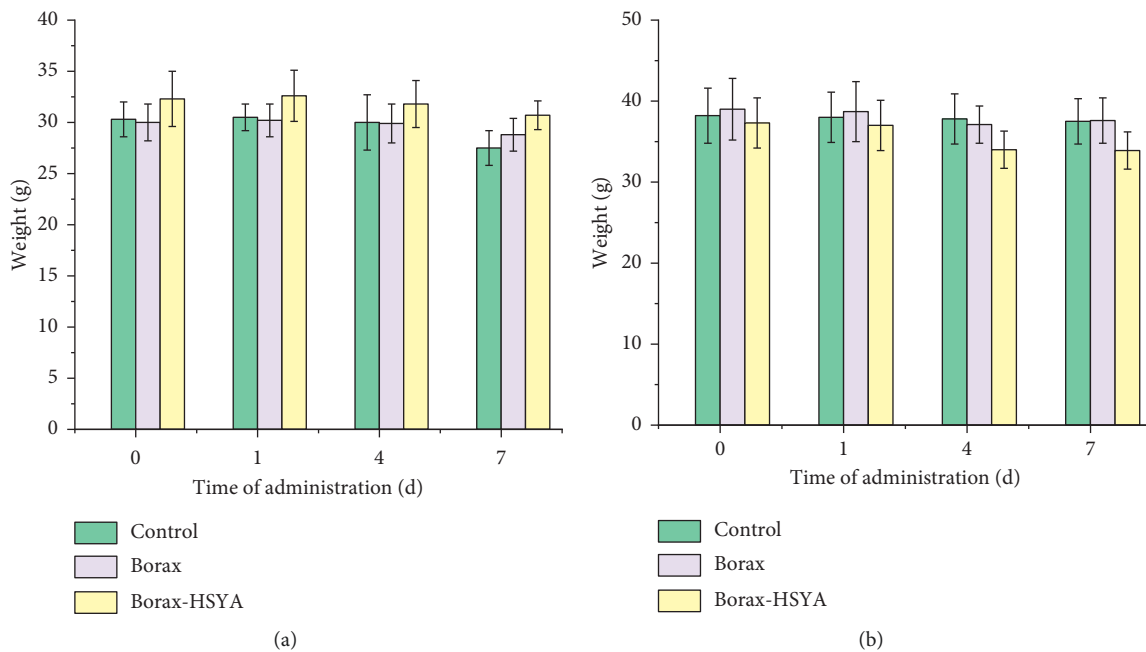 40
35
30
25
20
15
10
5
0
Weight (g)
0 1 4 7
Time of administration (d)
Control
Borax
Borax-HSYA
(a)
50
40
30
20
10
0
Weight (g)
0 1 4 7
Time of administration (d)
Control
Borax
Borax-HSYA
(b)